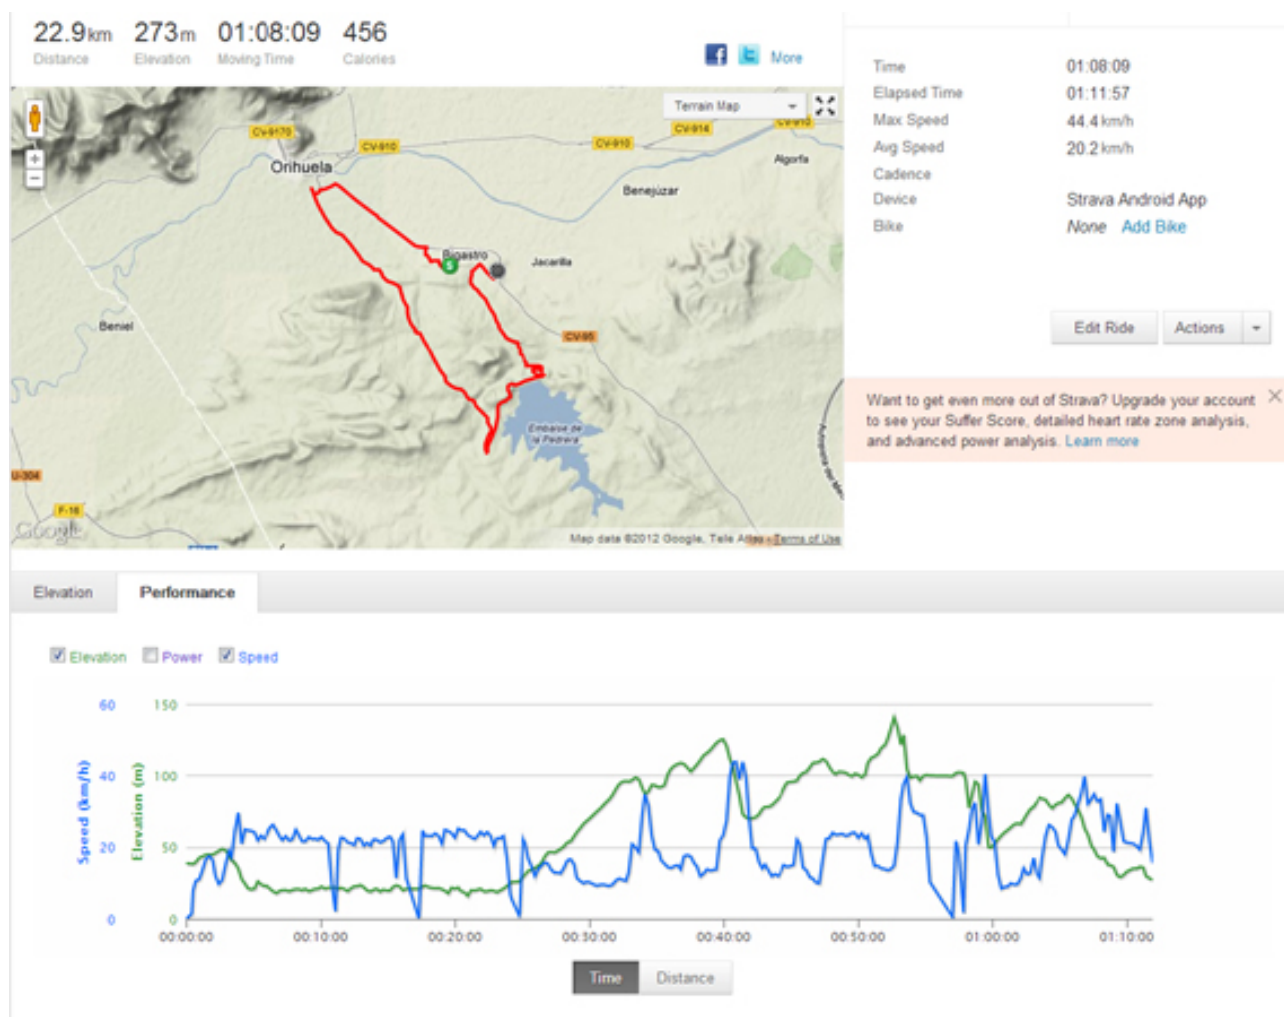 22.9km 273m 01:08:09 456
Distance Elevation Moving Time Calories
More
Time 01:08:09
Elapsed Time 01:11:57
Max Speed 44.4 km/h
Avg Speed 20.2 km/h
Cadence
Device Strava Android App
Bike None Add Bike
Edit Ride Actions
Want to get even more out of Strava? Upgrade your account
to see your Suffer Score, detailed heart rate zone analysis,
and advanced power analysis. Learn more
Terrain Map
CV-9170
CV-910
CV-914
CV-910
CV-910
Orihuela
Algorfa
Benejúzar
Bigastro
Jacarilla
Beniel
CV-95
Embalse de
la Pedrera
U-304
F-16
Google
Map data ©2012 Google, Tele Atlas - Terms of Use
Elevation Performance
Elevation Power Speed
Speed (km/h)
Elevation (m)
60 150
40 100
20 50
0 0
00:00:00 00:10:00 00:20:00 00:30:00 00:40:00 00:50:00 01:00:00 01:10:00
Time Distance